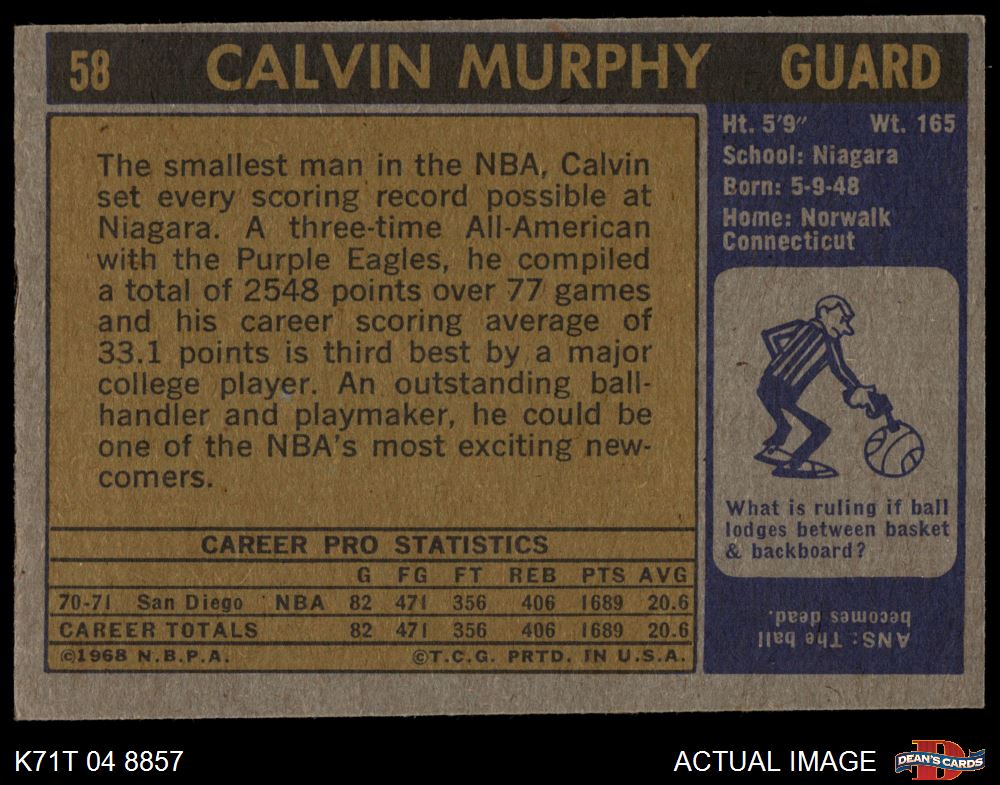 58 CALVIN MURPHY GUARD
The smallest man in the NBA, Calvin
set every scoring record possible at
Niagara. A three-time All-American
with the Purple Eagles, he compiled
a total of 2548 points over 77 games
and his career scoring average of
33.1 points is third best by a major
college player. An outstanding ball-
handler and playmaker, he could be
one of the NBA's most exciting new-
comers.
CAREER PRO STATISTICS
G FG FT REB PTS AVG
70-71 San Diego NBA 82 471 356 406 1689 20.6
CAREER TOTALS 82 471 356 406 1689 20.6
©1968 N.B.P.A. ©T.C.G. PRTD. IN U.S.A.
Ht. 5'9" Wt. 165
School: Niagara
Born: 5-9-48
Home: Norwalk
Connecticut
What is ruling if ball
lodges between basket
& backboard?
ANS: The ball
becomes dead.
K71T 04 8857
ACTUAL IMAGE
D
DEAN'S CARDS